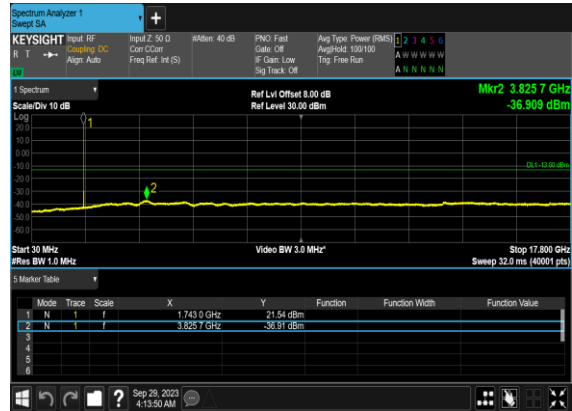 Spectrum Analyzer 1
Swept SA
+
KEYSIGHT Input: RF Input Z: 50 Ω #Atten: 40 dB PNO: Fast Avg Type: Power (RMS) 1 2 3 4 5 6
R T Coupling: DC Corr CCorr Gate: Off Avg|Hold: 100/100 A W W W W W
Align: Auto Freq Ref: Int (S) IF Gain: Low Trig: Free Run A N N N N N
Sig Track: Off
LW
1 Spectrum Ref Lvl Offset 8.00 dB Mkr2 3.825 7 GHz
Scale/Div 10 dB Ref Level 30.00 dBm -36.909 dBm
Log
1
20.0
10.0
0.00
-10.0
DL1 -13.00 dBm
-20.0
-30.0
2
-40.0
-50.0
-60.0
Start 30 MHz Video BW 3.0 MHz* Stop 17.800 GHz
#Res BW 1.0 MHz Sweep 32.0 ms (40001 pts)
5 Marker Table
Mode Trace Scale X Y Function Function Width Function Value
1 N 1 f 1.743 0 GHz 21.54 dBm
2 N 1 f 3.825 7 GHz -36.91 dBm
3
4
5
6
? Sep 29, 2023
4:13:50 AM